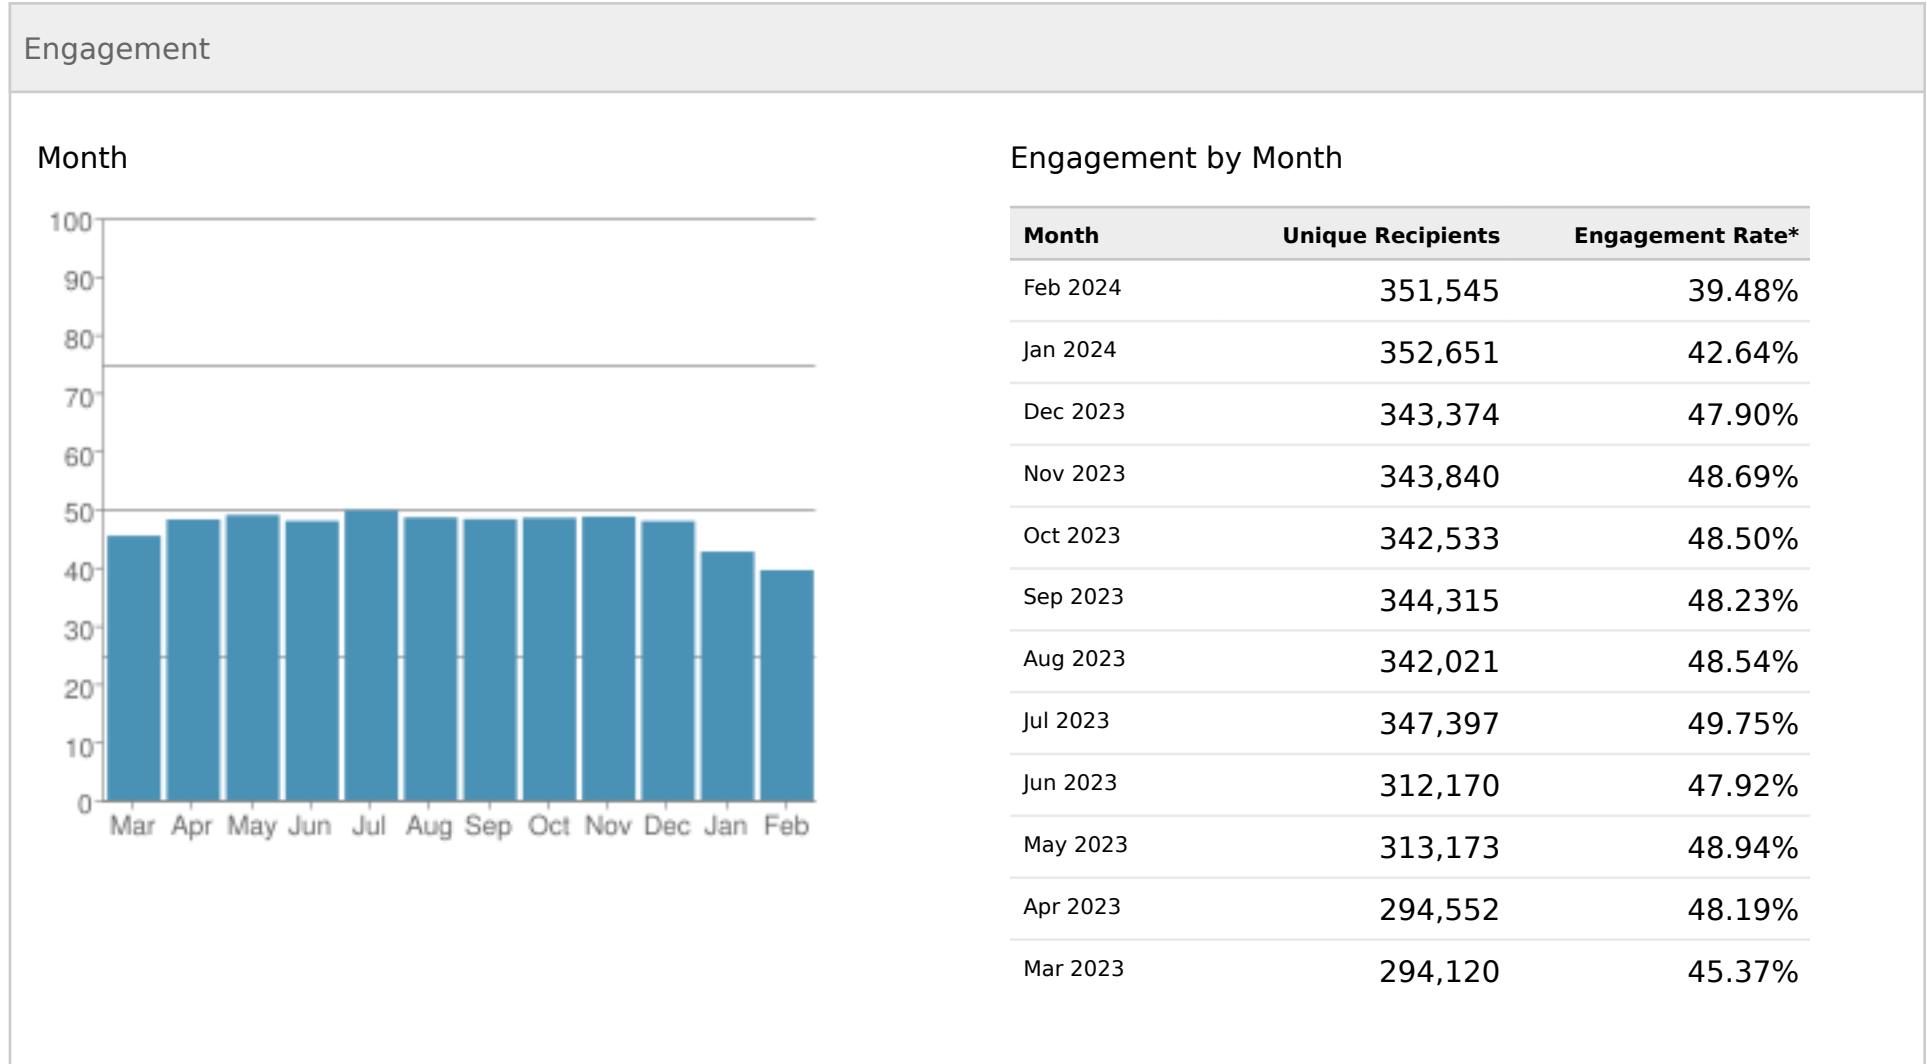 Engagement
Month
100
90
80
70
60
50
40
30
20
10
0
Mar Apr May Jun Jul Aug Sep Oct Nov Dec Jan Feb
Engagement by Month
Month Unique Recipients Engagement Rate*
Feb 2024 351,545 39.48%
Jan 2024 352,651 42.64%
Dec 2023 343,374 47.90%
Nov 2023 343,840 48.69%
Oct 2023 342,533 48.50%
Sep 2023 344,315 48.23%
Aug 2023 342,021 48.54%
Jul 2023 347,397 49.75%
Jun 2023 312,170 47.92%
May 2023 313,173 48.94%
Apr 2023 294,552 48.19%
Mar 2023 294,120 45.37%